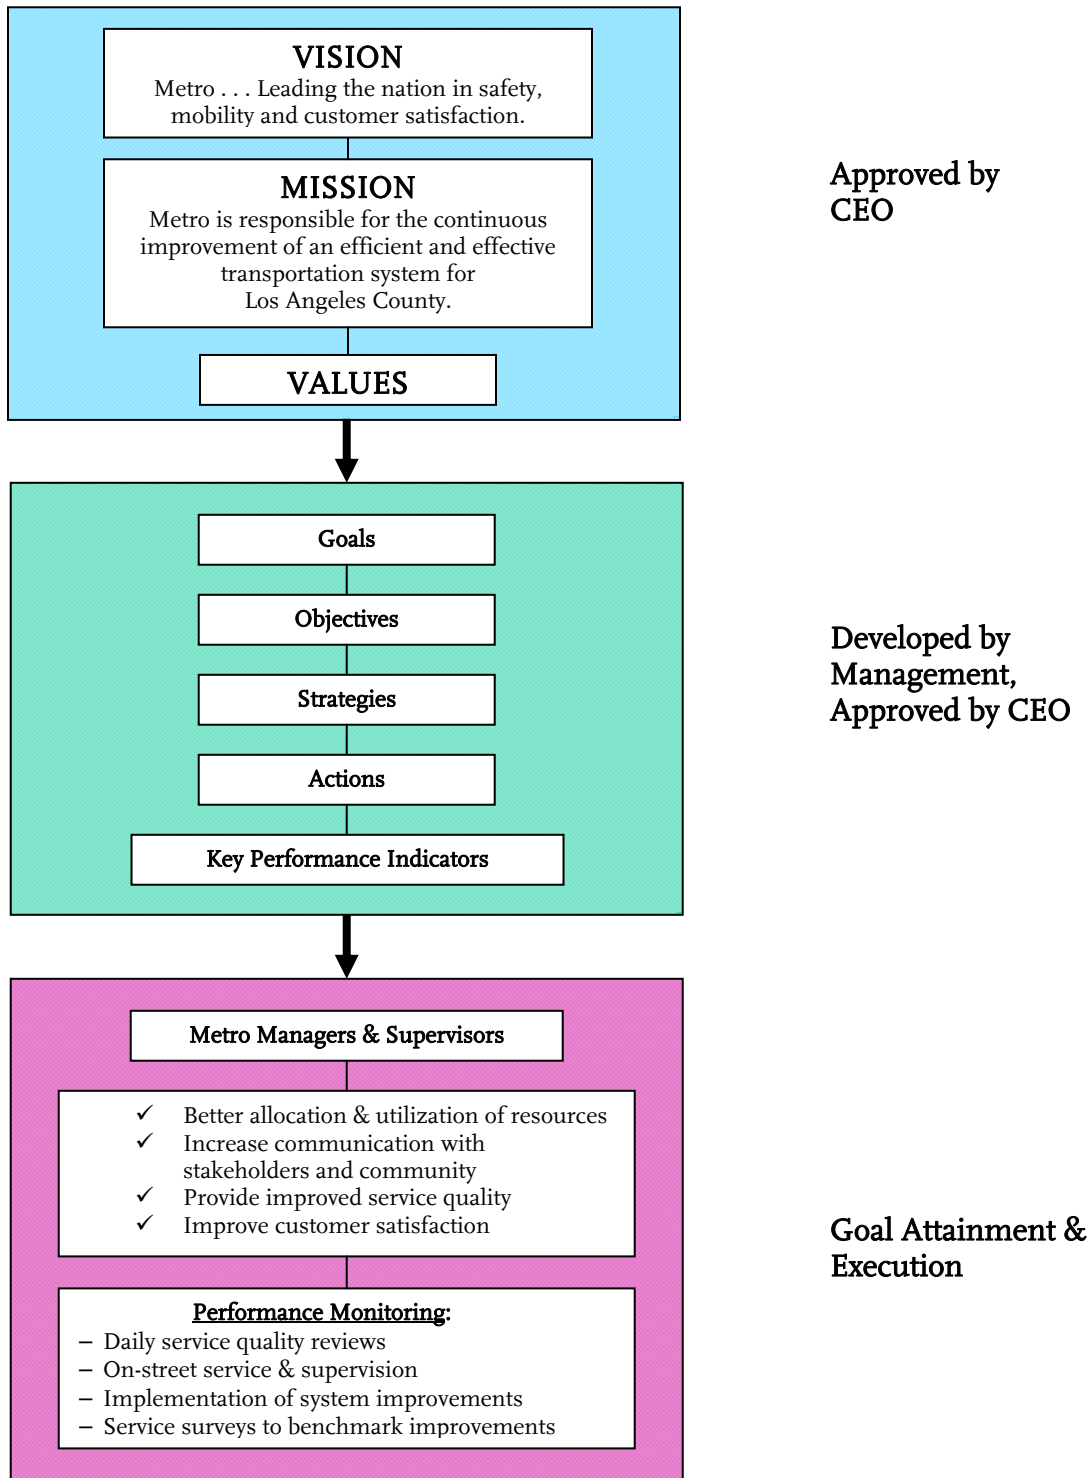 VISION
Metro . . . Leading the nation in safety,
mobility and customer satisfaction.
MISSION
Metro is responsible for the continuous
improvement of an efficient and effective
transportation system for
Los Angeles County.
VALUES
Approved by
CEO
Goals
Objectives
Strategies
Actions
Key Performance Indicators
Developed by
Management,
Approved by CEO
Metro Managers & Supervisors
✓ Better allocation & utilization of resources
✓ Increase communication with
stakeholders and community
✓ Provide improved service quality
✓ Improve customer satisfaction
Performance Monitoring:
– Daily service quality reviews
– On-street service & supervision
– Implementation of system improvements
– Service surveys to benchmark improvements
Goal Attainment &
Execution